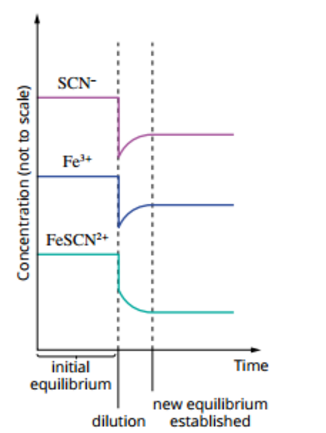 Concentration (not to scale)
SCN⁻
Fe³⁺
FeSCN²⁺
Time
initial
equilibrium
dilution
new equilibrium
established